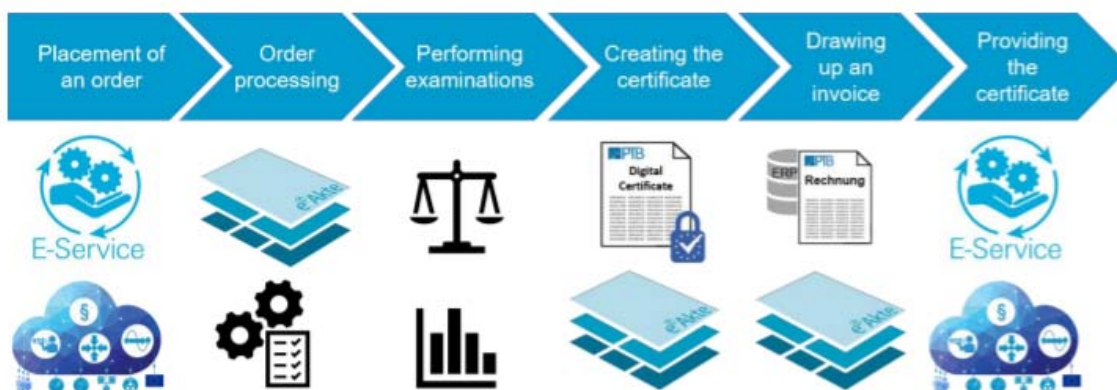 Placement of
an order
Order
processing
Performing
examinations
Creating the
certificate
Drawing
up an
invoice
Providing
the
certificate
E-Service
e²Akte
PTB
Digital
Certificate
ERP
PTB
Rechnung
E-Service
§
e²Akte
e²Akte
§